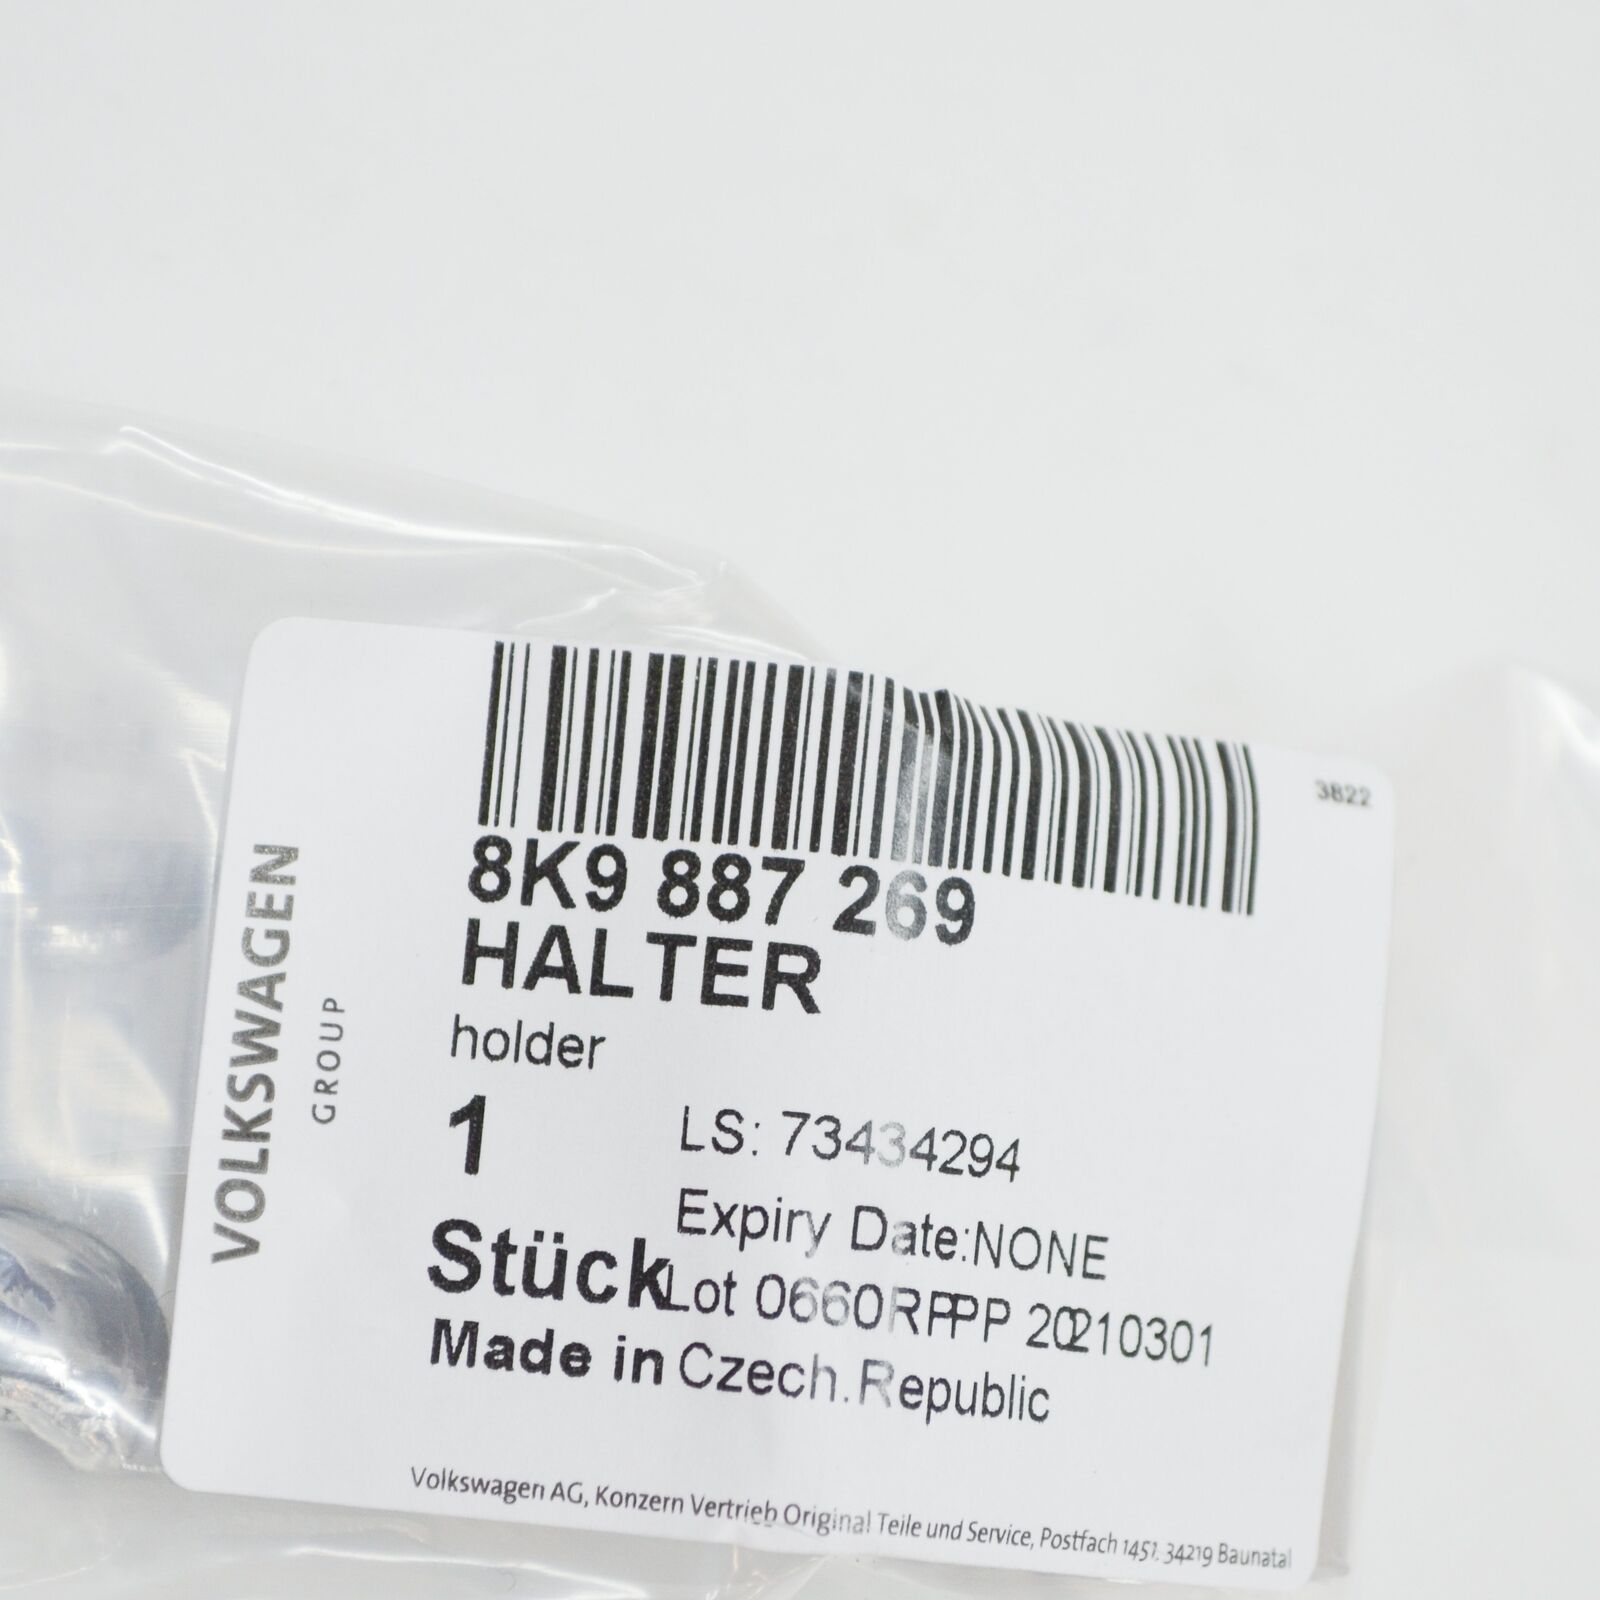 3822
8K9 887 269
HALTER
holder
1
LS: 73434294
Expiry Date:NONE
Stück
Lot 0660RPPP 20210301
Made in Czech.Republic
VOLKSWAGEN
GROUP
Volkswagen AG, Konzern Vertrieb Original Teile und Service, Postfach 1451. 34219 Baunatal